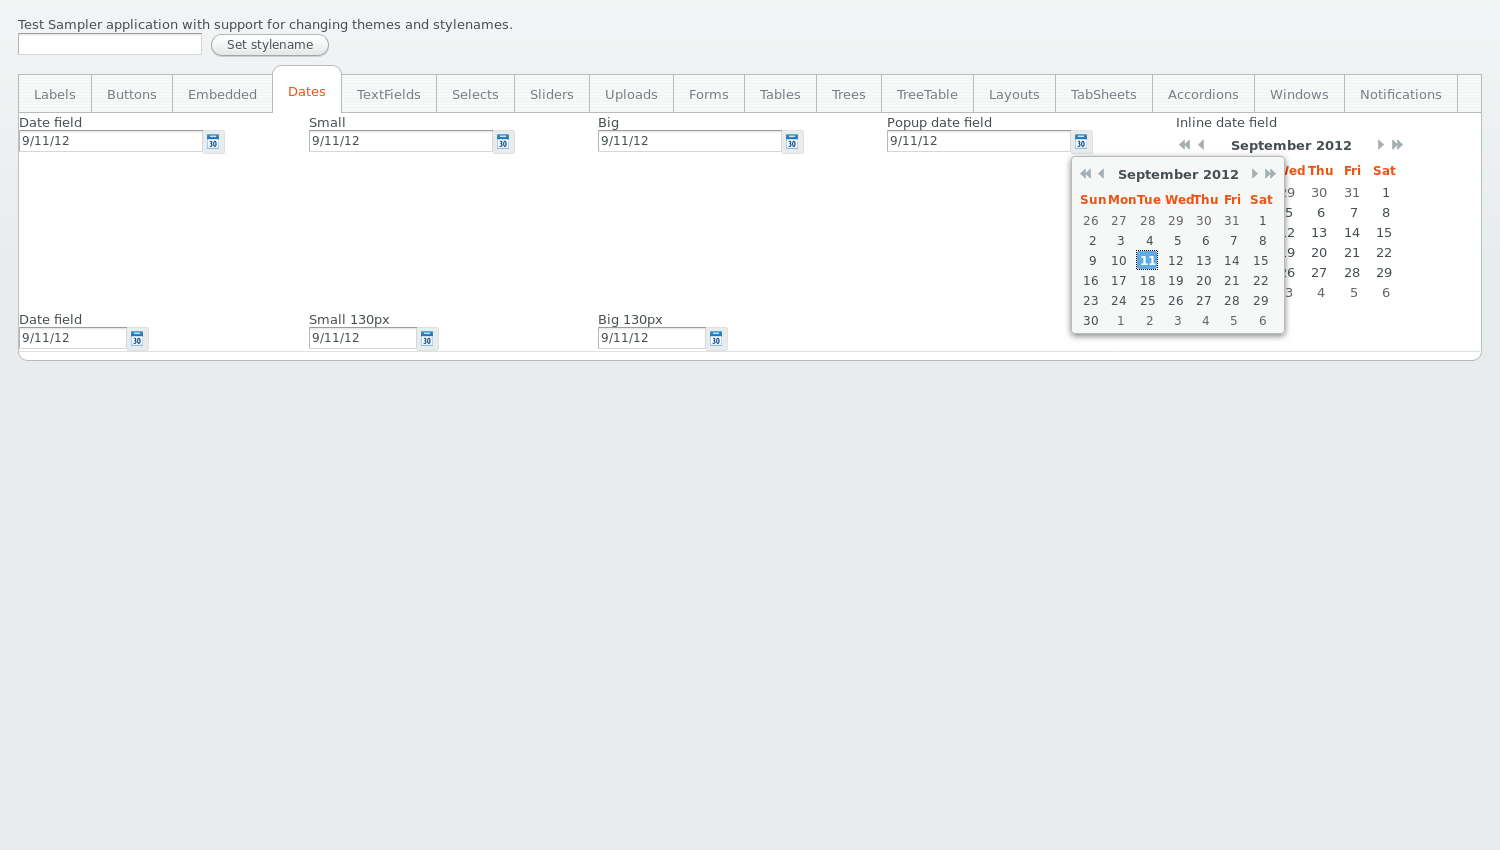 Test Sampler application with support for changing themes and stylenames.
Set stylename
Labels Buttons Embedded Dates TextFields Selects Sliders Uploads Forms Tables Trees TreeTable Layouts TabSheets Accordions Windows Notifications
Date field Small Big Popup date field Inline date field
9/11/12 30 9/11/12 30 9/11/12 30 9/11/12 30
September 2012
Thu Fri Sat
30 31 1
6 7 8
13 14 15
20 21 22
27 28 29
4 5 6
September 2012
Sun Mon Tue Wed Thu Fri Sat
26 27 28 29 30 31 1
2 3 4 5 6 7 8
9 10 11 12 13 14 15
16 17 18 19 20 21 22
23 24 25 26 27 28 29
30 1 2 3 4 5 6
Date field Small 130px Big 130px
9/11/12 30 9/11/12 30 9/11/12 30